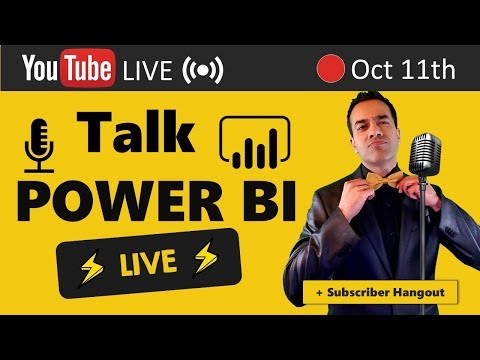 YouTube LIVE
Oct 11th
Talk
POWER BI
LIVE
+ Subscriber Hangout